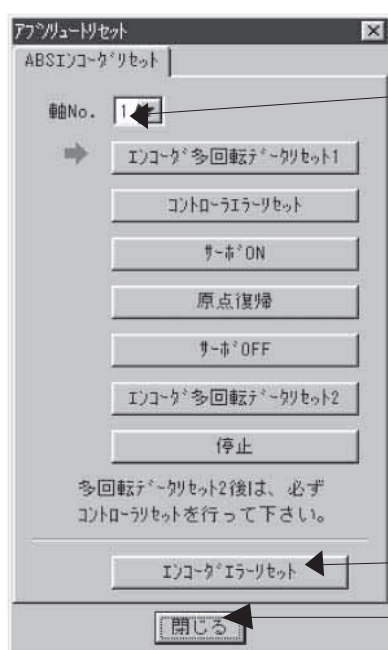 ｱﾌﾞｿﾘｭｰﾄﾘｾｯﾄ
ABSｴﾝｺｰﾀﾞﾘｾｯﾄ
軸No. 1
ｴﾝｺｰﾀﾞ多回転ﾃﾞｰﾀﾘｾｯﾄ1
ｺﾝﾄﾛｰﾗｴﾗｰﾘｾｯﾄ
ｻｰﾎﾞON
原点復帰
ｻｰﾎﾞOFF
ｴﾝｺｰﾀﾞ多回転ﾃﾞｰﾀﾘｾｯﾄ2
停止
多回転ﾃﾞｰﾀﾘｾｯﾄ2後は、必ず
ｺﾝﾄﾛｰﾗﾘｾｯﾄを行って下さい。
ｴﾝｺｰﾀﾞｴﾗｰﾘｾｯﾄ
閉じる